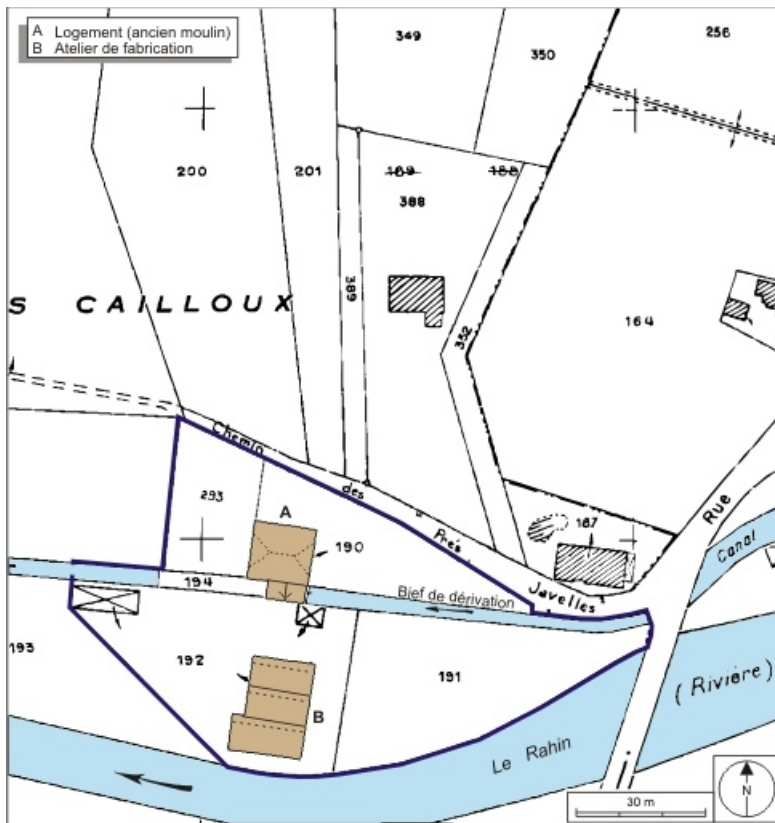 A Logement (ancien moulin)
B Atelier de fabrication
349
350
256
200
201
189
188
388
389
S CAILLOUX
352
164
Chemin des Prés Javelles
293
A
190
187
Rue
Canal
194
Bief de dérivation
193
192
191
B
(Rivière)
Le Rahin
30 m
N